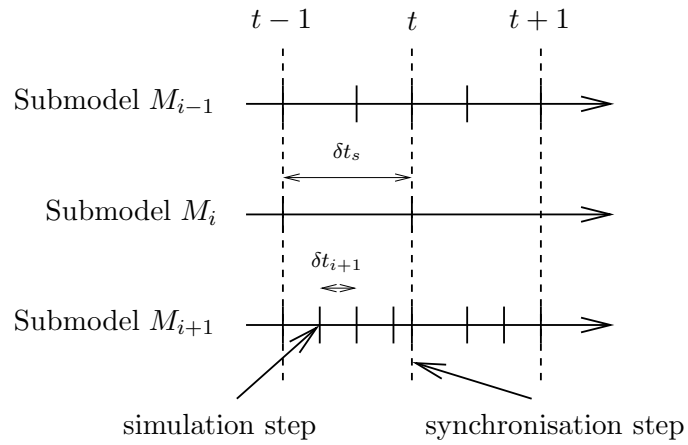 t − 1 t t + 1
Submodel M_{i−1}
δt_s
Submodel M_i
δt_{i+1}
Submodel M_{i+1}
simulation step synchronisation step